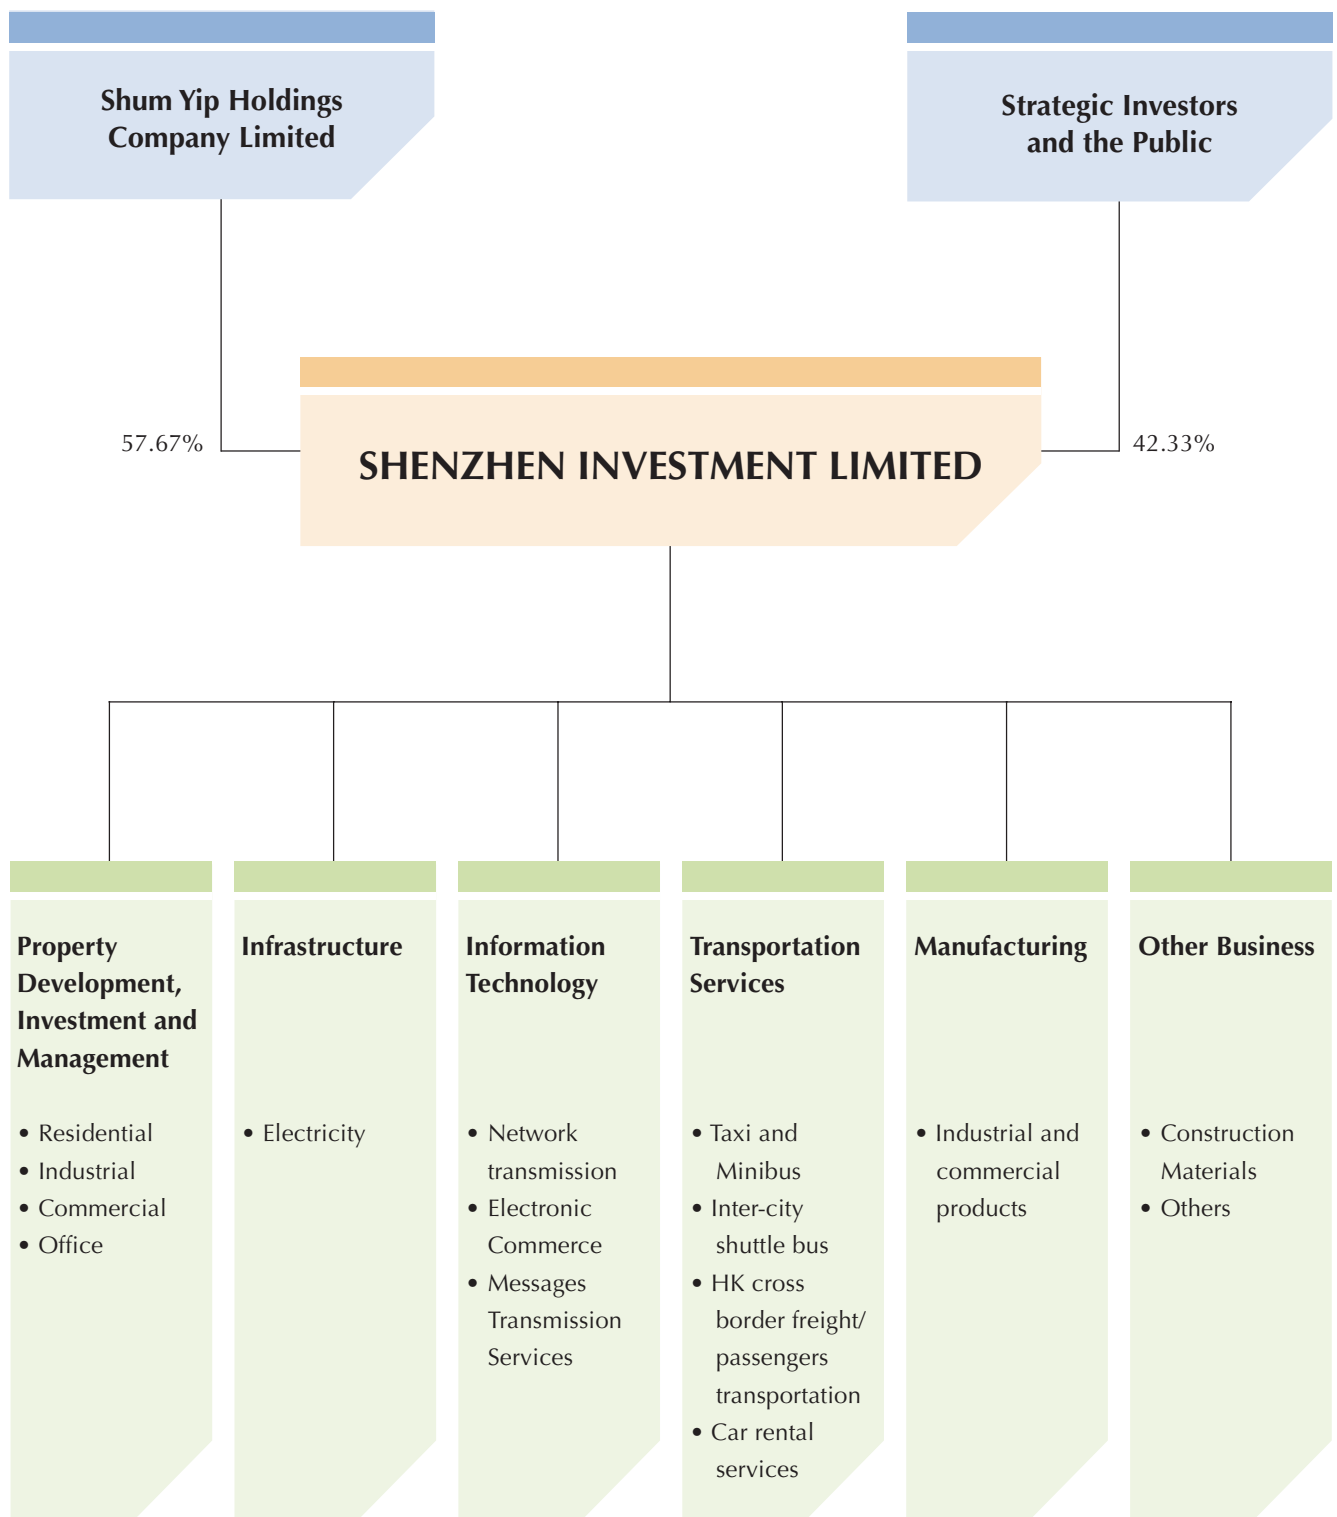 Shum Yip Holdings
Company Limited
Strategic Investors
and the Public
57.67%
42.33%
SHENZHEN INVESTMENT LIMITED
Property
Development,
Investment and
Management
• Residential
• Industrial
• Commercial
• Office
Infrastructure
• Electricity
Information
Technology
• Network
transmission
• Electronic
Commerce
• Messages
Transmission
Services
Transportation
Services
• Taxi and
Minibus
• Inter-city
shuttle bus
• HK cross
border freight/
passengers
transportation
• Car rental
services
Manufacturing
• Industrial and
commercial
products
Other Business
• Construction
Materials
• Others